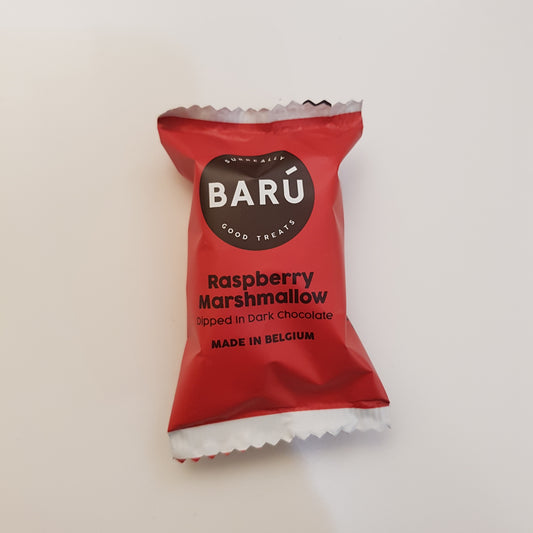 SURREALLY
BARÚ
GOOD TREATS
Raspberry
Marshmallow
Dipped In Dark Chocolate
MADE IN BELGIUM